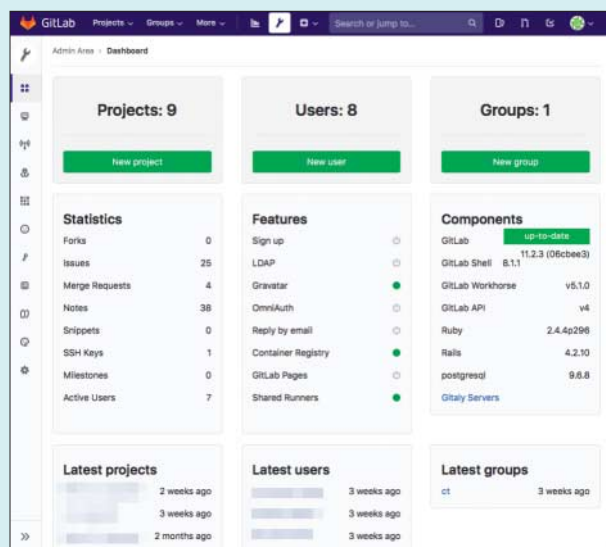 GitLab Projects Groups More Search or jump to...
Admin Area › Dashboard
Projects: 9
New project
Users: 8
New user
Groups: 1
New group
Statistics
Forks 0
Issues 25
Merge Requests 4
Notes 38
Snippets 0
SSH Keys 1
Milestones 0
Active Users 7
Features
Sign up
LDAP
Gravatar
OmniAuth
Reply by email
Container Registry
GitLab Pages
Shared Runners
Components
up-to-date
GitLab 11.2.3 (06cbee3)
GitLab Shell 8.1.1
GitLab Workhorse v5.1.0
GitLab API v4
Ruby 2.4.4p296
Rails 4.2.10
postgresql 9.6.8
Gitaly Servers
Latest projects
2 weeks ago
3 weeks ago
2 months ago
Latest users
3 weeks ago
3 weeks ago
3 weeks ago
Latest groups
ct 3 weeks ago